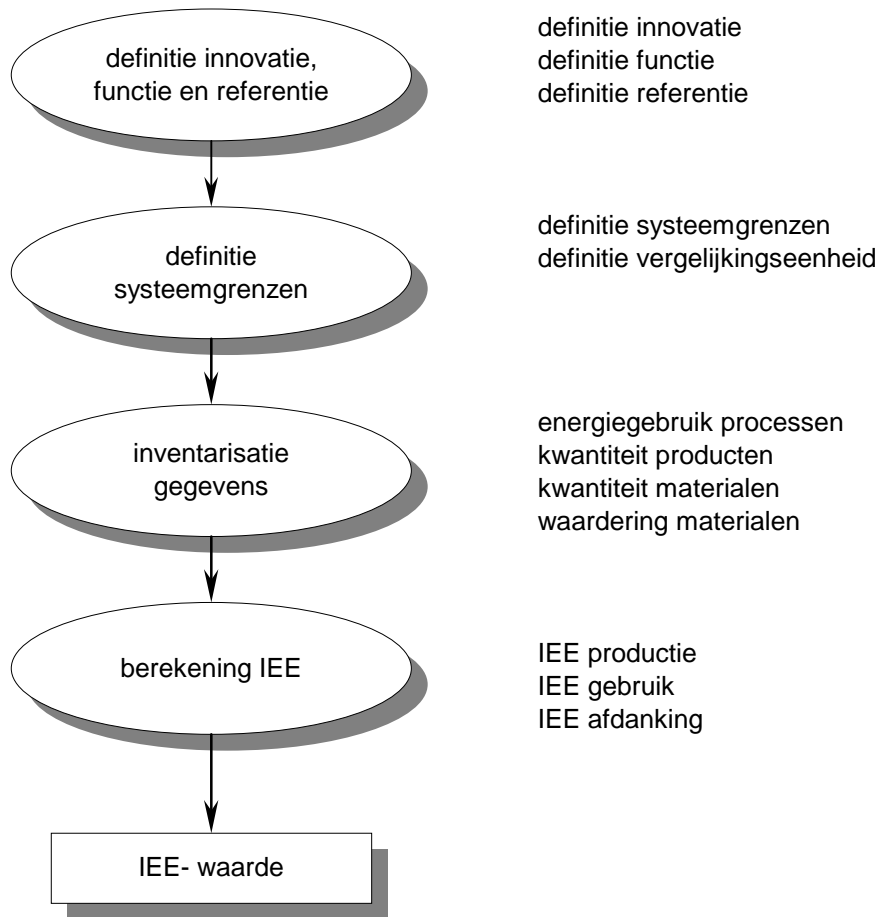 definitie innovatie,
functie en referentie
definitie innovatie
definitie functie
definitie referentie
definitie
systeemgrenzen
definitie systeemgrenzen
definitie vergelijkingseenheid
inventarisatie
gegevens
energiegebruik processen
kwantiteit producten
kwantiteit materialen
waardering materialen
berekening IEE
IEE productie
IEE gebruik
IEE afdanking
IEE- waarde